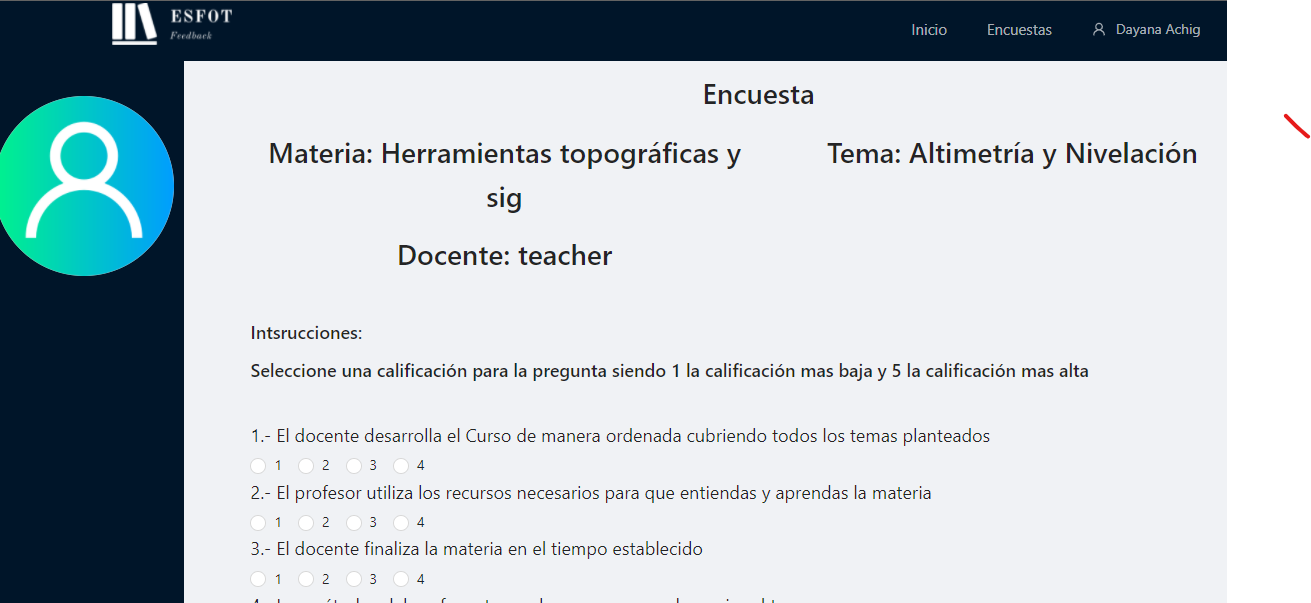 ESFOT
Feedback
Inicio Encuestas Dayana Achig
Encuesta
Materia: Herramientas topográficas y
sig
Tema: Altimetría y Nivelación
Docente: teacher
Intsrucciones:
Seleccione una calificación para la pregunta siendo 1 la calificación mas baja y 5 la calificación mas alta
1.- El docente desarrolla el Curso de manera ordenada cubriendo todos los temas planteados
1 2 3 4
2.- El profesor utiliza los recursos necesarios para que entiendas y aprendas la materia
1 2 3 4
3.- El docente finaliza la materia en el tiempo establecido
1 2 3 4